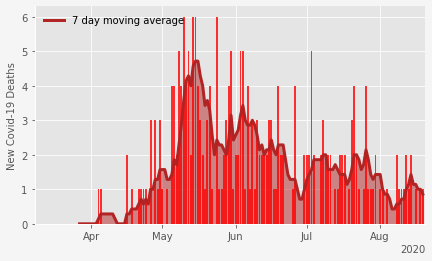 7 day moving average
New Covid-19 Deaths
6
5
4
3
2
1
0
Apr
May
Jun
Jul
Aug
2020